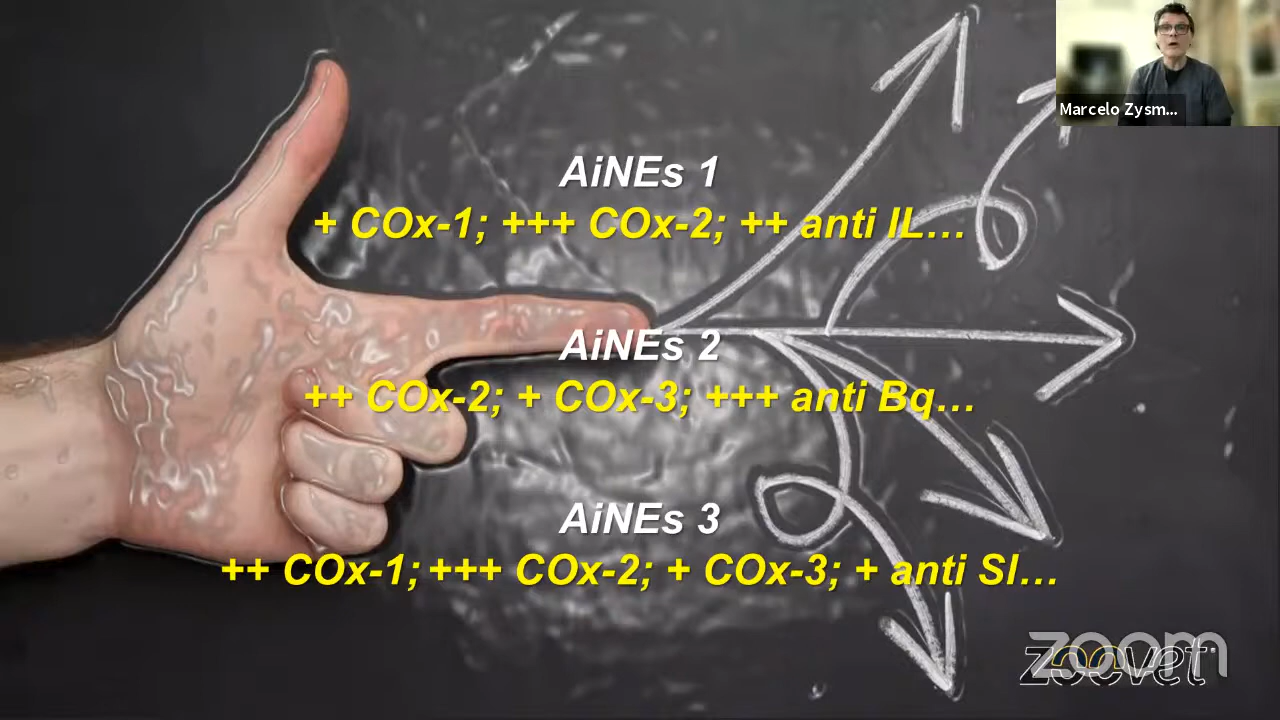 Marcelo Zysm...
AiNEs 1
+ COx-1; +++ COx-2; ++ anti IL...
AiNEs 2
++ COx-2; + COx-3; +++ anti Bq...
AiNEs 3
++ COx-1; +++ COx-2; + COx-3; + anti SI...
zoom
zoovet